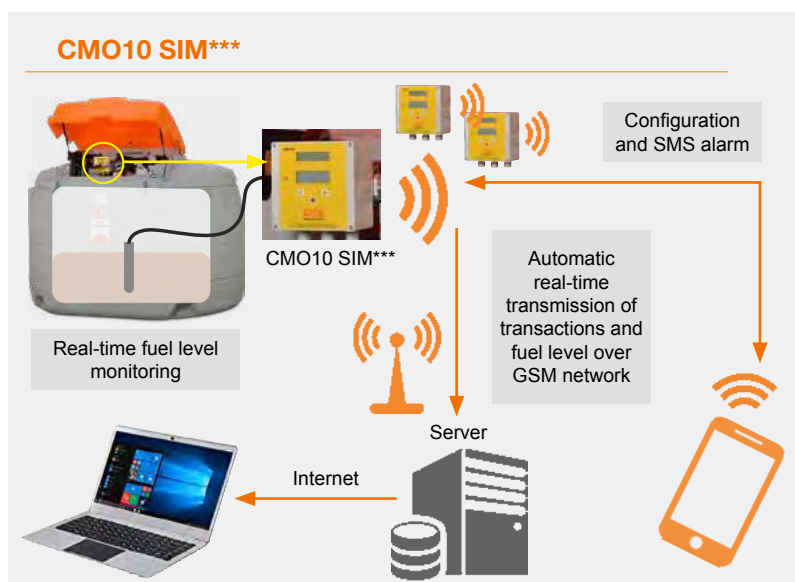 CMO10 SIM***
Configuration
and SMS alarm
CMO10 SIM***
Real-time fuel level
monitoring
Automatic
real-time
transmission of
transactions and
fuel level over
GSM network
Server
Internet